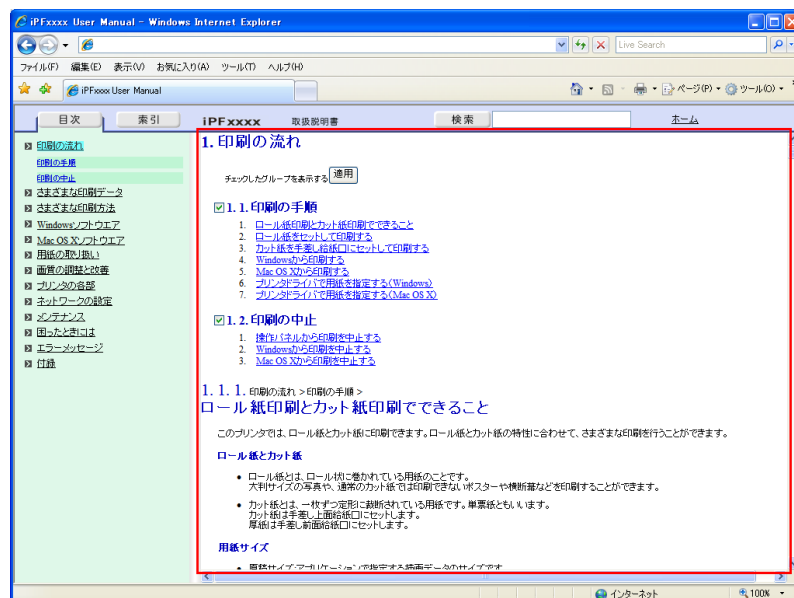 iPFxxxx User Manual - Windows Internet Explorer
Live Search
ファイル(F) 編集(E) 表示(V) お気に入り(A) ツール(T) ヘルプ(H)
iPFxxxx User Manual
ページ(P) ツール(O)
目次 索引 iPFxxxx 取扱説明書 検索 ホーム
印刷の流れ
印刷の手順
印刷の中止
さまざまな印刷データ
さまざまな印刷方法
Windowsソフトウエア
Mac OS Xソフトウエア
用紙の取り扱い
画質の調整と改善
プリンタの各部
ネットワークの設定
メンテナンス
困ったときには
エラーメッセージ
付録
1. 印刷の流れ
チェックしたグループを表示する 適用
1. 1. 印刷の手順
1. ロール紙印刷とカット紙印刷でできること
2. ロール紙をセットして印刷する
3. カット紙を手差し給紙口にセットして印刷する
4. Windowsから印刷する
5. Mac OS Xから印刷する
6. プリンタドライバで用紙を指定する(Windows)
7. プリンタドライバで用紙を指定する(Mac OS X)
1. 2. 印刷の中止
1. 操作パネルから印刷を中止する
2. Windowsから印刷を中止する
3. Mac OS Xから印刷を中止する
1. 1. 1. 印刷の流れ > 印刷の手順 >
ロール紙印刷とカット紙印刷でできること
このプリンタでは、ロール紙とカット紙に印刷できます。ロール紙とカット紙の特性に合わせて、さまざまな印刷を行うことができます。
ロール紙とカット紙
• ロール紙とは、ロール状に巻かれている用紙のことです。
大判サイズの写真や、通常のカット紙では印刷できないポスターや横断幕などを印刷することができます。
• カット紙とは、一枚ずつ定形に裁断されている用紙です。単票紙ともいいます。
カット紙は手差し上面給紙口にセットします。
厚紙は手差し前面給紙口にセットします。
用紙サイズ
• 原稿サイズ:アプリケーションで指定する描画データのサイズです。
インターネット 100%